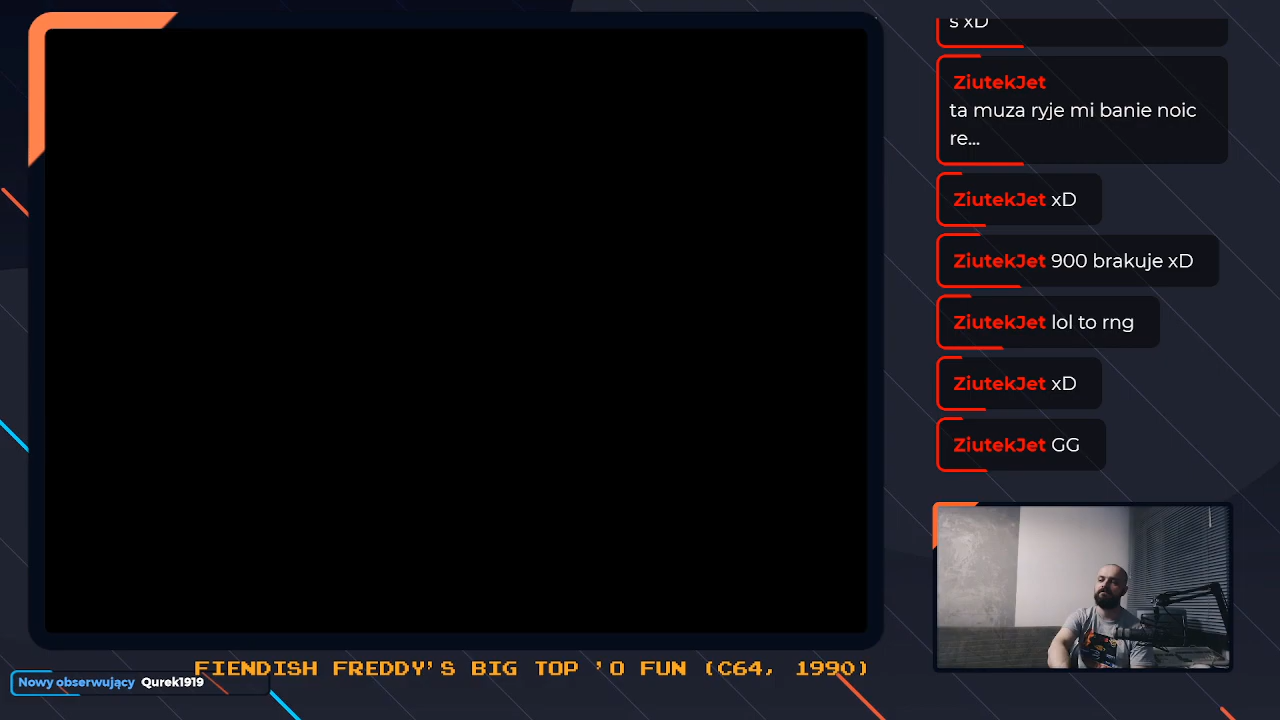 s xD
ZiutekJet
ta muza ryje mi banie noic
re...
ZiutekJet xD
ZiutekJet 900 brakuje xD
ZiutekJet lol to rng
ZiutekJet xD
ZiutekJet GG
FIENDISH FREDDY'S BIG TOP 'O FUN (C64, 1990)
Nowy obserwujący Qurek1919